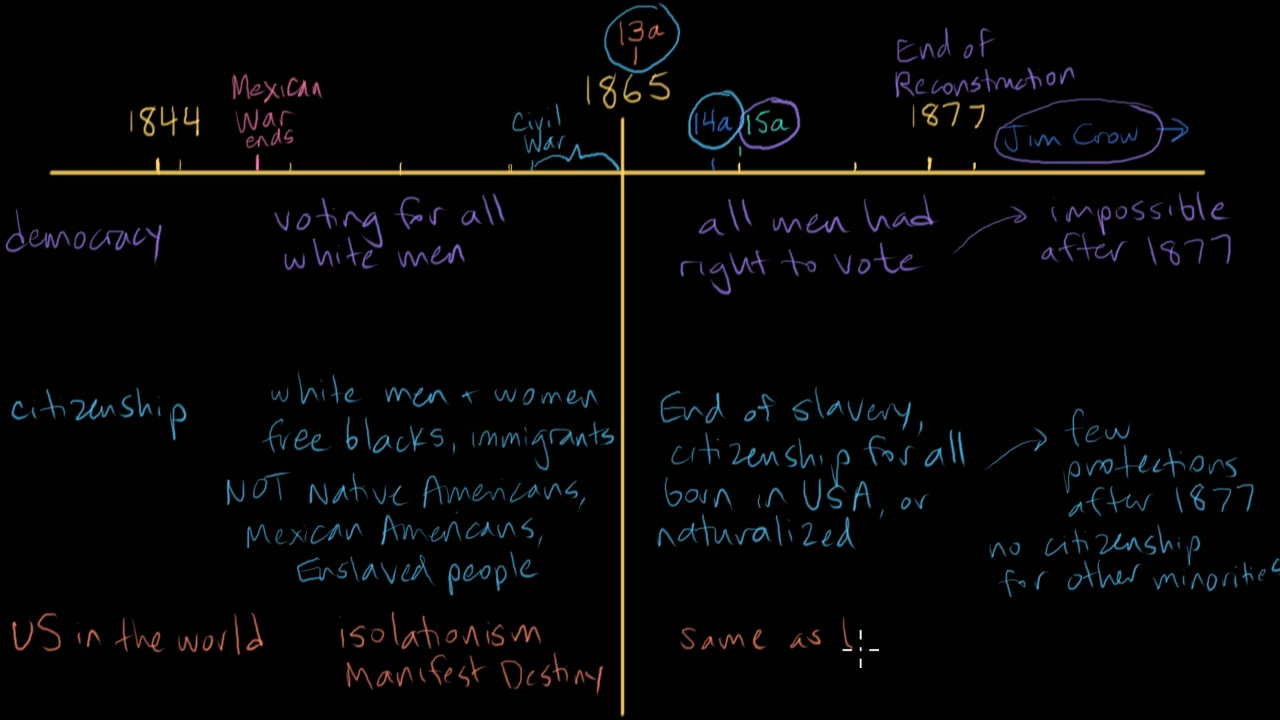 13a
1865
1844
Mexican
War
ends
Civil
War
14a
15a
End of
Reconstruction
1877
Jim Crow
democracy
voting for all
white men
all men had
right to vote
impossible
after 1877
citizenship
white men + women
free blacks, immigrants
NOT Native Americans,
Mexican Americans,
Enslaved people
End of slavery,
citizenship for all
born in USA, or
naturalized
few
protections
after 1877
no citizenship
for other minorities
US in the world
isolationism
Manifest Destiny
same as